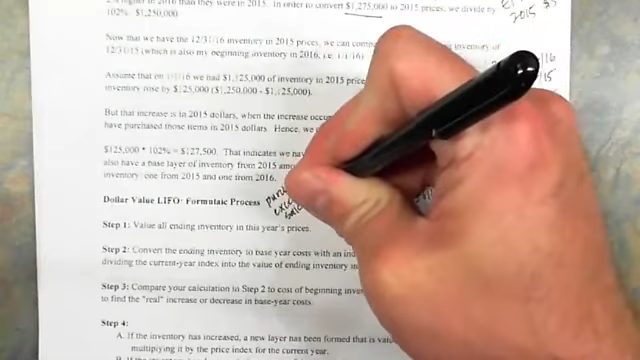 2% higher in 2016 than they were in 2015. In order to convert $1,275,000 to 2015 prices, we divide by
102%. $1,250,000
2015 $s
Now that we have the 12/31/16 inventory in 2015 prices, we can comp inventory of
12/31/15 (which is also my beginning inventory in 2016, i.e. 1/1/16)
16
15
Assume that on 1/1/16 we had $1,125,000 of inventory in 2015 price
inventory rose by $125,000 ($1,250,000 - $1,125,000).
But that increase is in 2015 dollars, when the increase occu
have purchased those items in 2015 dollars. Hence, we
$125,000 * 102% = $127,500. That indicates we hav
also have a base layer of inventory from 2015 amo
inventory: one from 2015 and one from 2016.
Dollar Value LIFO: Formulaic Process
Step 1: Value all ending inventory in this year's prices.
Step 2: Convert the ending inventory to base year costs with an ind
dividing the current-year index into the value of ending inventory
Step 3: Compare your calculation in Step 2 to cost of beginning inve
to find the "real" increase or decrease in base-year costs.
Step 4:
A. If the inventory has increased, a new layer has been formed that is valu
multiplying it by the price index for the current year.
B. If the inventory